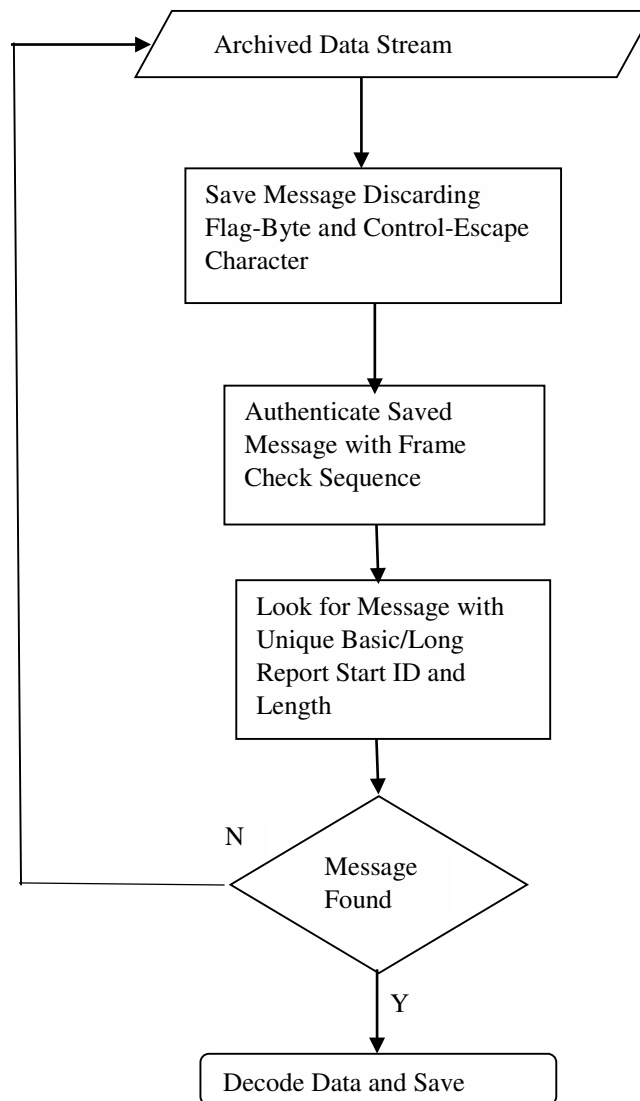 Archived Data Stream
Save Message Discarding
Flag-Byte and Control-Escape
Character
Authenticate Saved
Message with Frame
Check Sequence
Look for Message with
Unique Basic/Long
Report Start ID and
Length
N
Message
Found
Y
Decode Data and Save